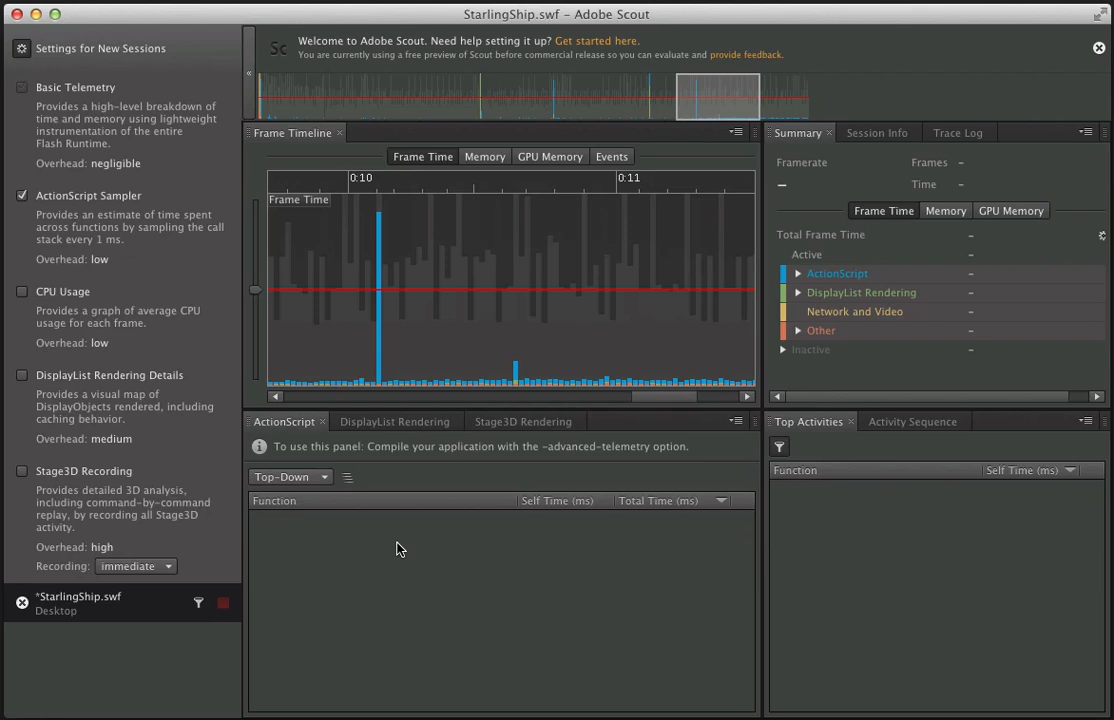 StarlingShip.swf – Adobe Scout
Settings for New Sessions
Basic Telemetry
Provides a high-level breakdown of
time and memory using lightweight
instrumentation of the entire
Flash Runtime.
Overhead: negligible
ActionScript Sampler
Provides an estimate of time spent
across functions by sampling the call
stack every 1 ms.
Overhead: low
CPU Usage
Provides a graph of average CPU
usage for each frame.
Overhead: low
DisplayList Rendering Details
Provides a visual map of
DisplayObjects rendered, including
caching behavior.
Overhead: medium
Stage3D Recording
Provides detailed 3D analysis,
including command-by-command
replay, by recording all Stage3D
activity.
Overhead: high
Recording: immediate
*StarlingShip.swf
Desktop
Sc
Welcome to Adobe Scout. Need help setting it up? Get started here.
You are currently using a free preview of Scout before commercial release so you can evaluate and provide feedback.
Frame Timeline
Frame Time Memory GPU Memory Events
0:10 0:11
Frame Time
Summary Session Info Trace Log
Framerate Frames –
– Time –
Frame Time Memory GPU Memory
Total Frame Time –
Active
ActionScript –
DisplayList Rendering –
Network and Video –
Other –
Inactive –
ActionScript DisplayList Rendering Stage3D Rendering
To use this panel: Compile your application with the -advanced-telemetry option.
Top-Down
Function Self Time (ms) Total Time (ms)
Top Activities Activity Sequence
Function Self Time (ms)